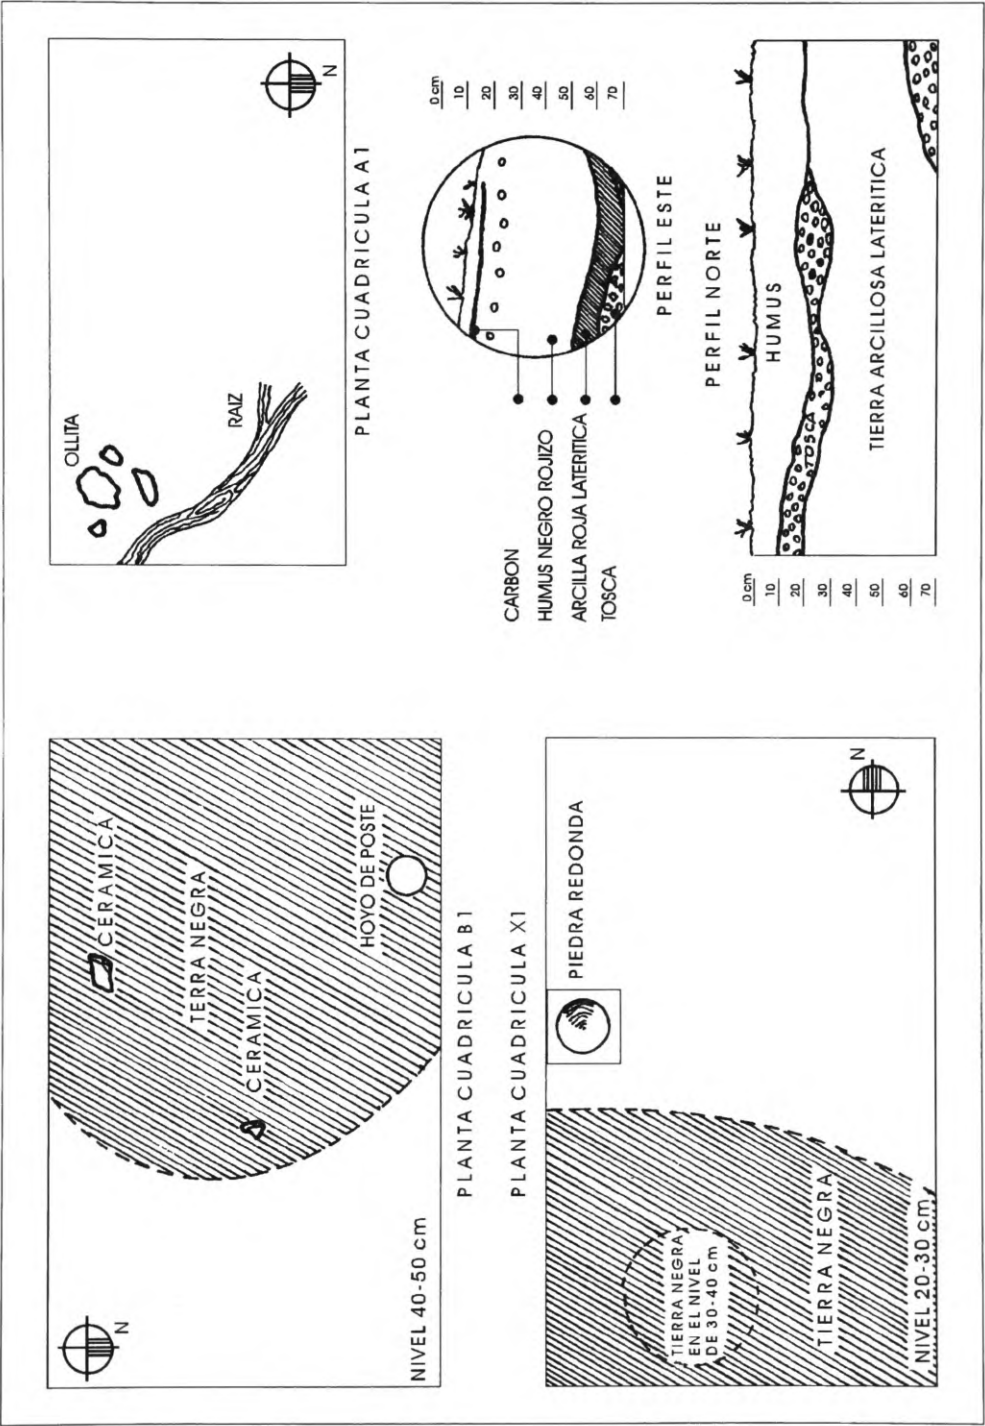 N
NIVEL 40-50 cm
CERAMICA
TERRA NEGRA
CERAMICA
HOYO DE POSTE
PLANTA CUADRICULA B1
OLLITA
RAIZ
N
PLANTA CUADRICULA A1
0 cm
10
20
30
40
50
60
70
CARBON
HUMUS NEGRO ROJIZO
ARCILLA ROJA LATERITICA
TOSCA
PERFIL ESTE
PLANTA CUADRICULA X1
PIEDRA REDONDA
N
TIERRA NEGRA
EN EL NIVEL
DE 30-40 cm
TIERRA NEGRA
NIVEL 20-30 cm
PERFIL NORTE
0 cm
10
20
30
40
50
60
70
HUMUS
TOSCA
TIERRA ARCILLOSA LATERITICA